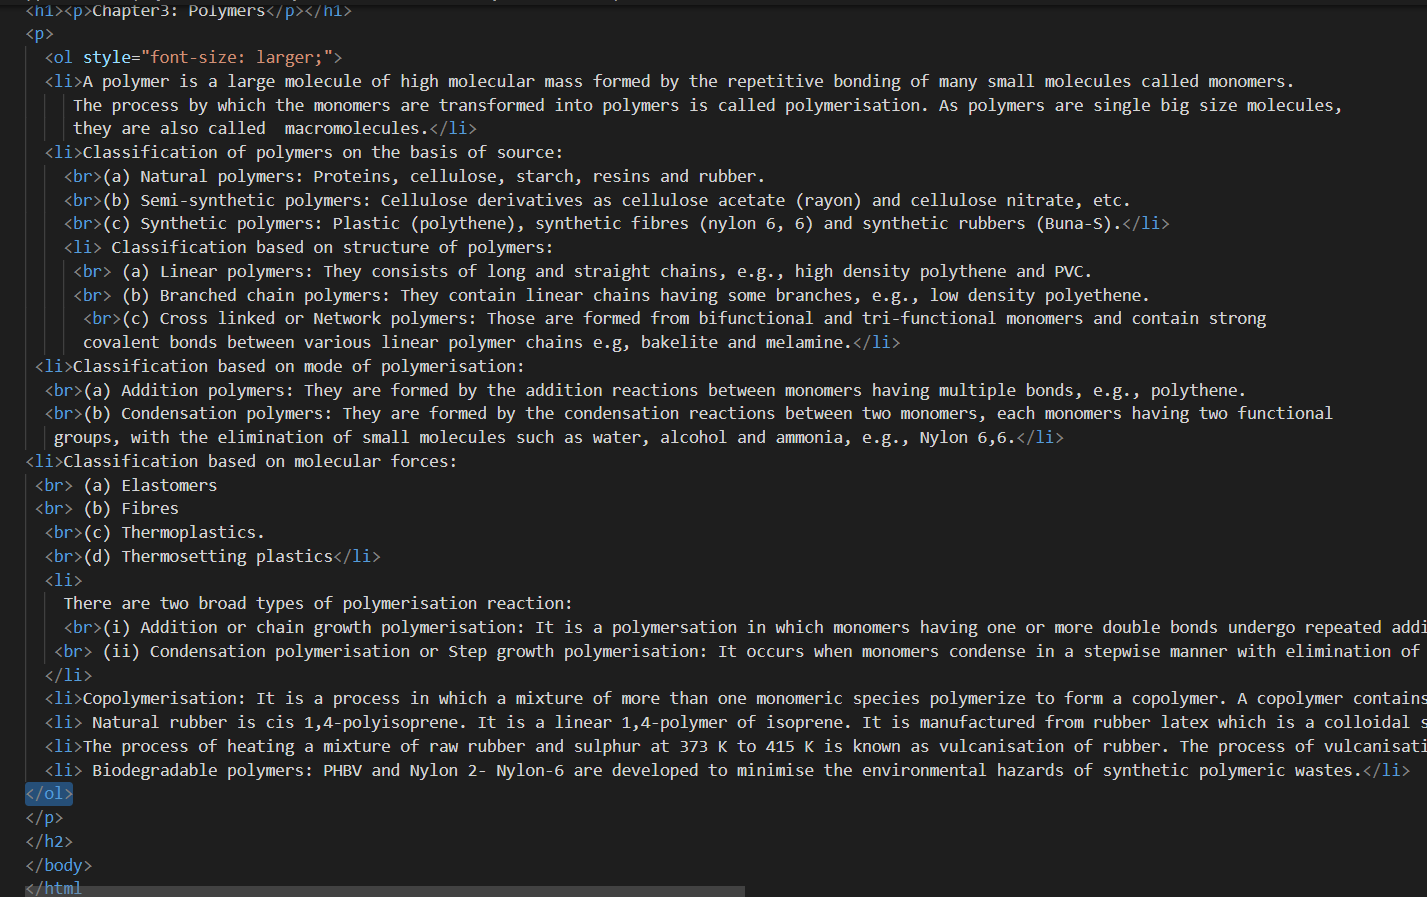 <h1><p>Chapter3: Polymers</p></h1>
<p>
<ol style="font-size: larger;">
<li>A polymer is a large molecule of high molecular mass formed by the repetitive bonding of many small molecules called monomers.
The process by which the monomers are transformed into polymers is called polymerisation. As polymers are single big size molecules,
they are also called  macromolecules.</li>
<li>Classification of polymers on the basis of source:
<br>(a) Natural polymers: Proteins, cellulose, starch, resins and rubber.
<br>(b) Semi-synthetic polymers: Cellulose derivatives as cellulose acetate (rayon) and cellulose nitrate, etc.
<br>(c) Synthetic polymers: Plastic (polythene), synthetic fibres (nylon 6, 6) and synthetic rubbers (Buna-S).</li>
<li> Classification based on structure of polymers:
<br> (a) Linear polymers: They consists of long and straight chains, e.g., high density polythene and PVC.
<br> (b) Branched chain polymers: They contain linear chains having some branches, e.g., low density polyethene.
<br>(c) Cross linked or Network polymers: Those are formed from bifunctional and tri-functional monomers and contain strong
covalent bonds between various linear polymer chains e.g, bakelite and melamine.</li>
<li>Classification based on mode of polymerisation:
<br>(a) Addition polymers: They are formed by the addition reactions between monomers having multiple bonds, e.g., polythene.
<br>(b) Condensation polymers: They are formed by the condensation reactions between two monomers, each monomers having two functional
groups, with the elimination of small molecules such as water, alcohol and ammonia, e.g., Nylon 6,6.</li>
<li>Classification based on molecular forces:
<br> (a) Elastomers
<br> (b) Fibres
<br>(c) Thermoplastics.
<br>(d) Thermosetting plastics</li>
<li>
There are two broad types of polymerisation reaction:
<br>(i) Addition or chain growth polymerisation: It is a polymersation in which monomers having one or more double bonds undergo repeated addi
<br> (ii) Condensation polymerisation or Step growth polymerisation: It occurs when monomers condense in a stepwise manner with elimination of
</li>
<li>Copolymerisation: It is a process in which a mixture of more than one monomeric species polymerize to form a copolymer. A copolymer contains
<li> Natural rubber is cis 1,4-polyisoprene. It is a linear 1,4-polymer of isoprene. It is manufactured from rubber latex which is a colloidal s
<li>The process of heating a mixture of raw rubber and sulphur at 373 K to 415 K is known as vulcanisation of rubber. The process of vulcanisati
<li> Biodegradable polymers: PHBV and Nylon 2- Nylon-6 are developed to minimise the environmental hazards of synthetic polymeric wastes.</li>
</ol>
</p>
</h2>
</body>
</html